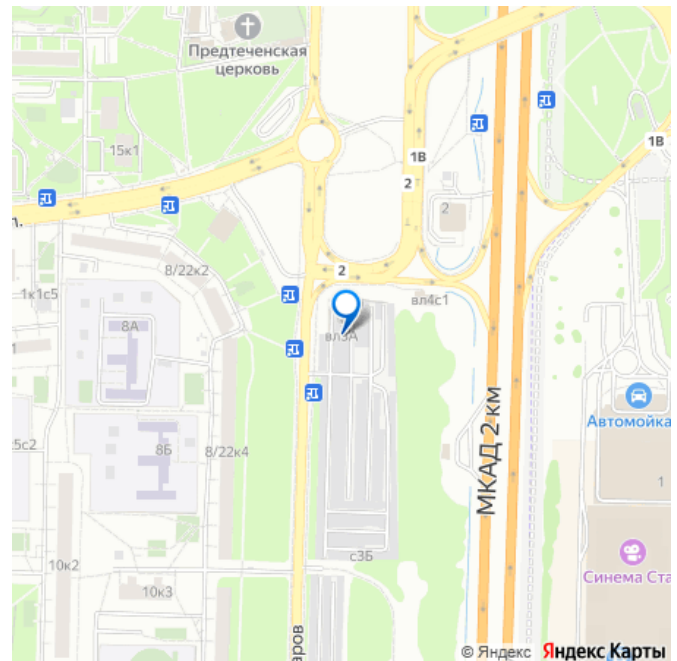 Предтеченская
церковь
15к1
1В
1В
2
2
л.
8/22к2
2
1к1с5
вл4с1
8А
вл3А
1
Автомойка
5с2
8Б
8/22к4
МКАД 2 км
1
с3Б
10к2
Синема Ста
10к3
аров
© Яндекс Яндекс Карты